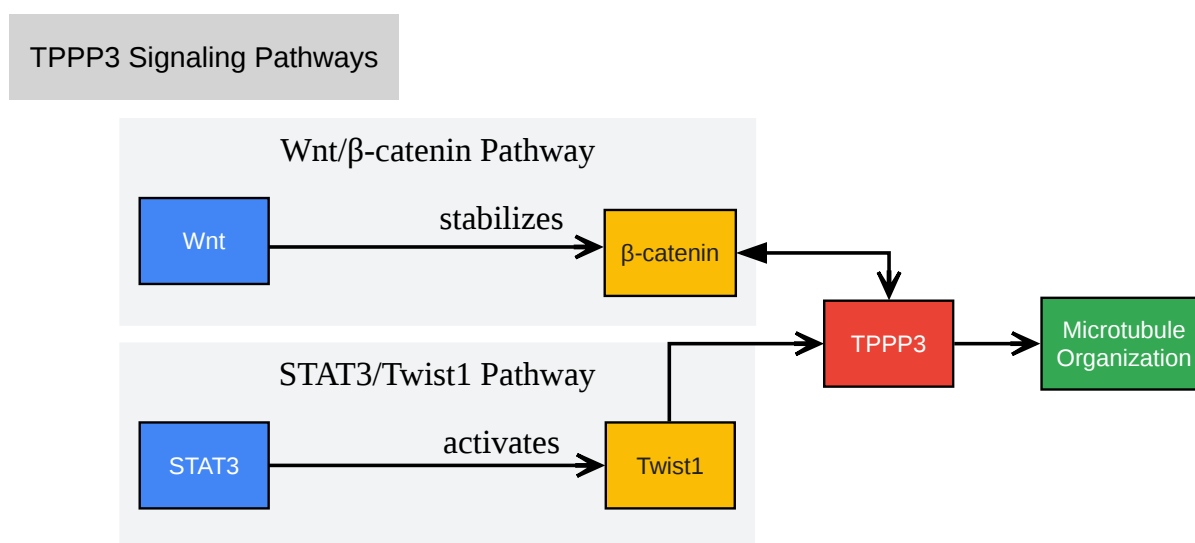 TPPP3 Signaling Pathways
Wnt/β-catenin Pathway
Wnt
stabilizes
β-catenin
TPPP3
Microtubule
Organization
STAT3/Twist1 Pathway
STAT3
activates
Twist1